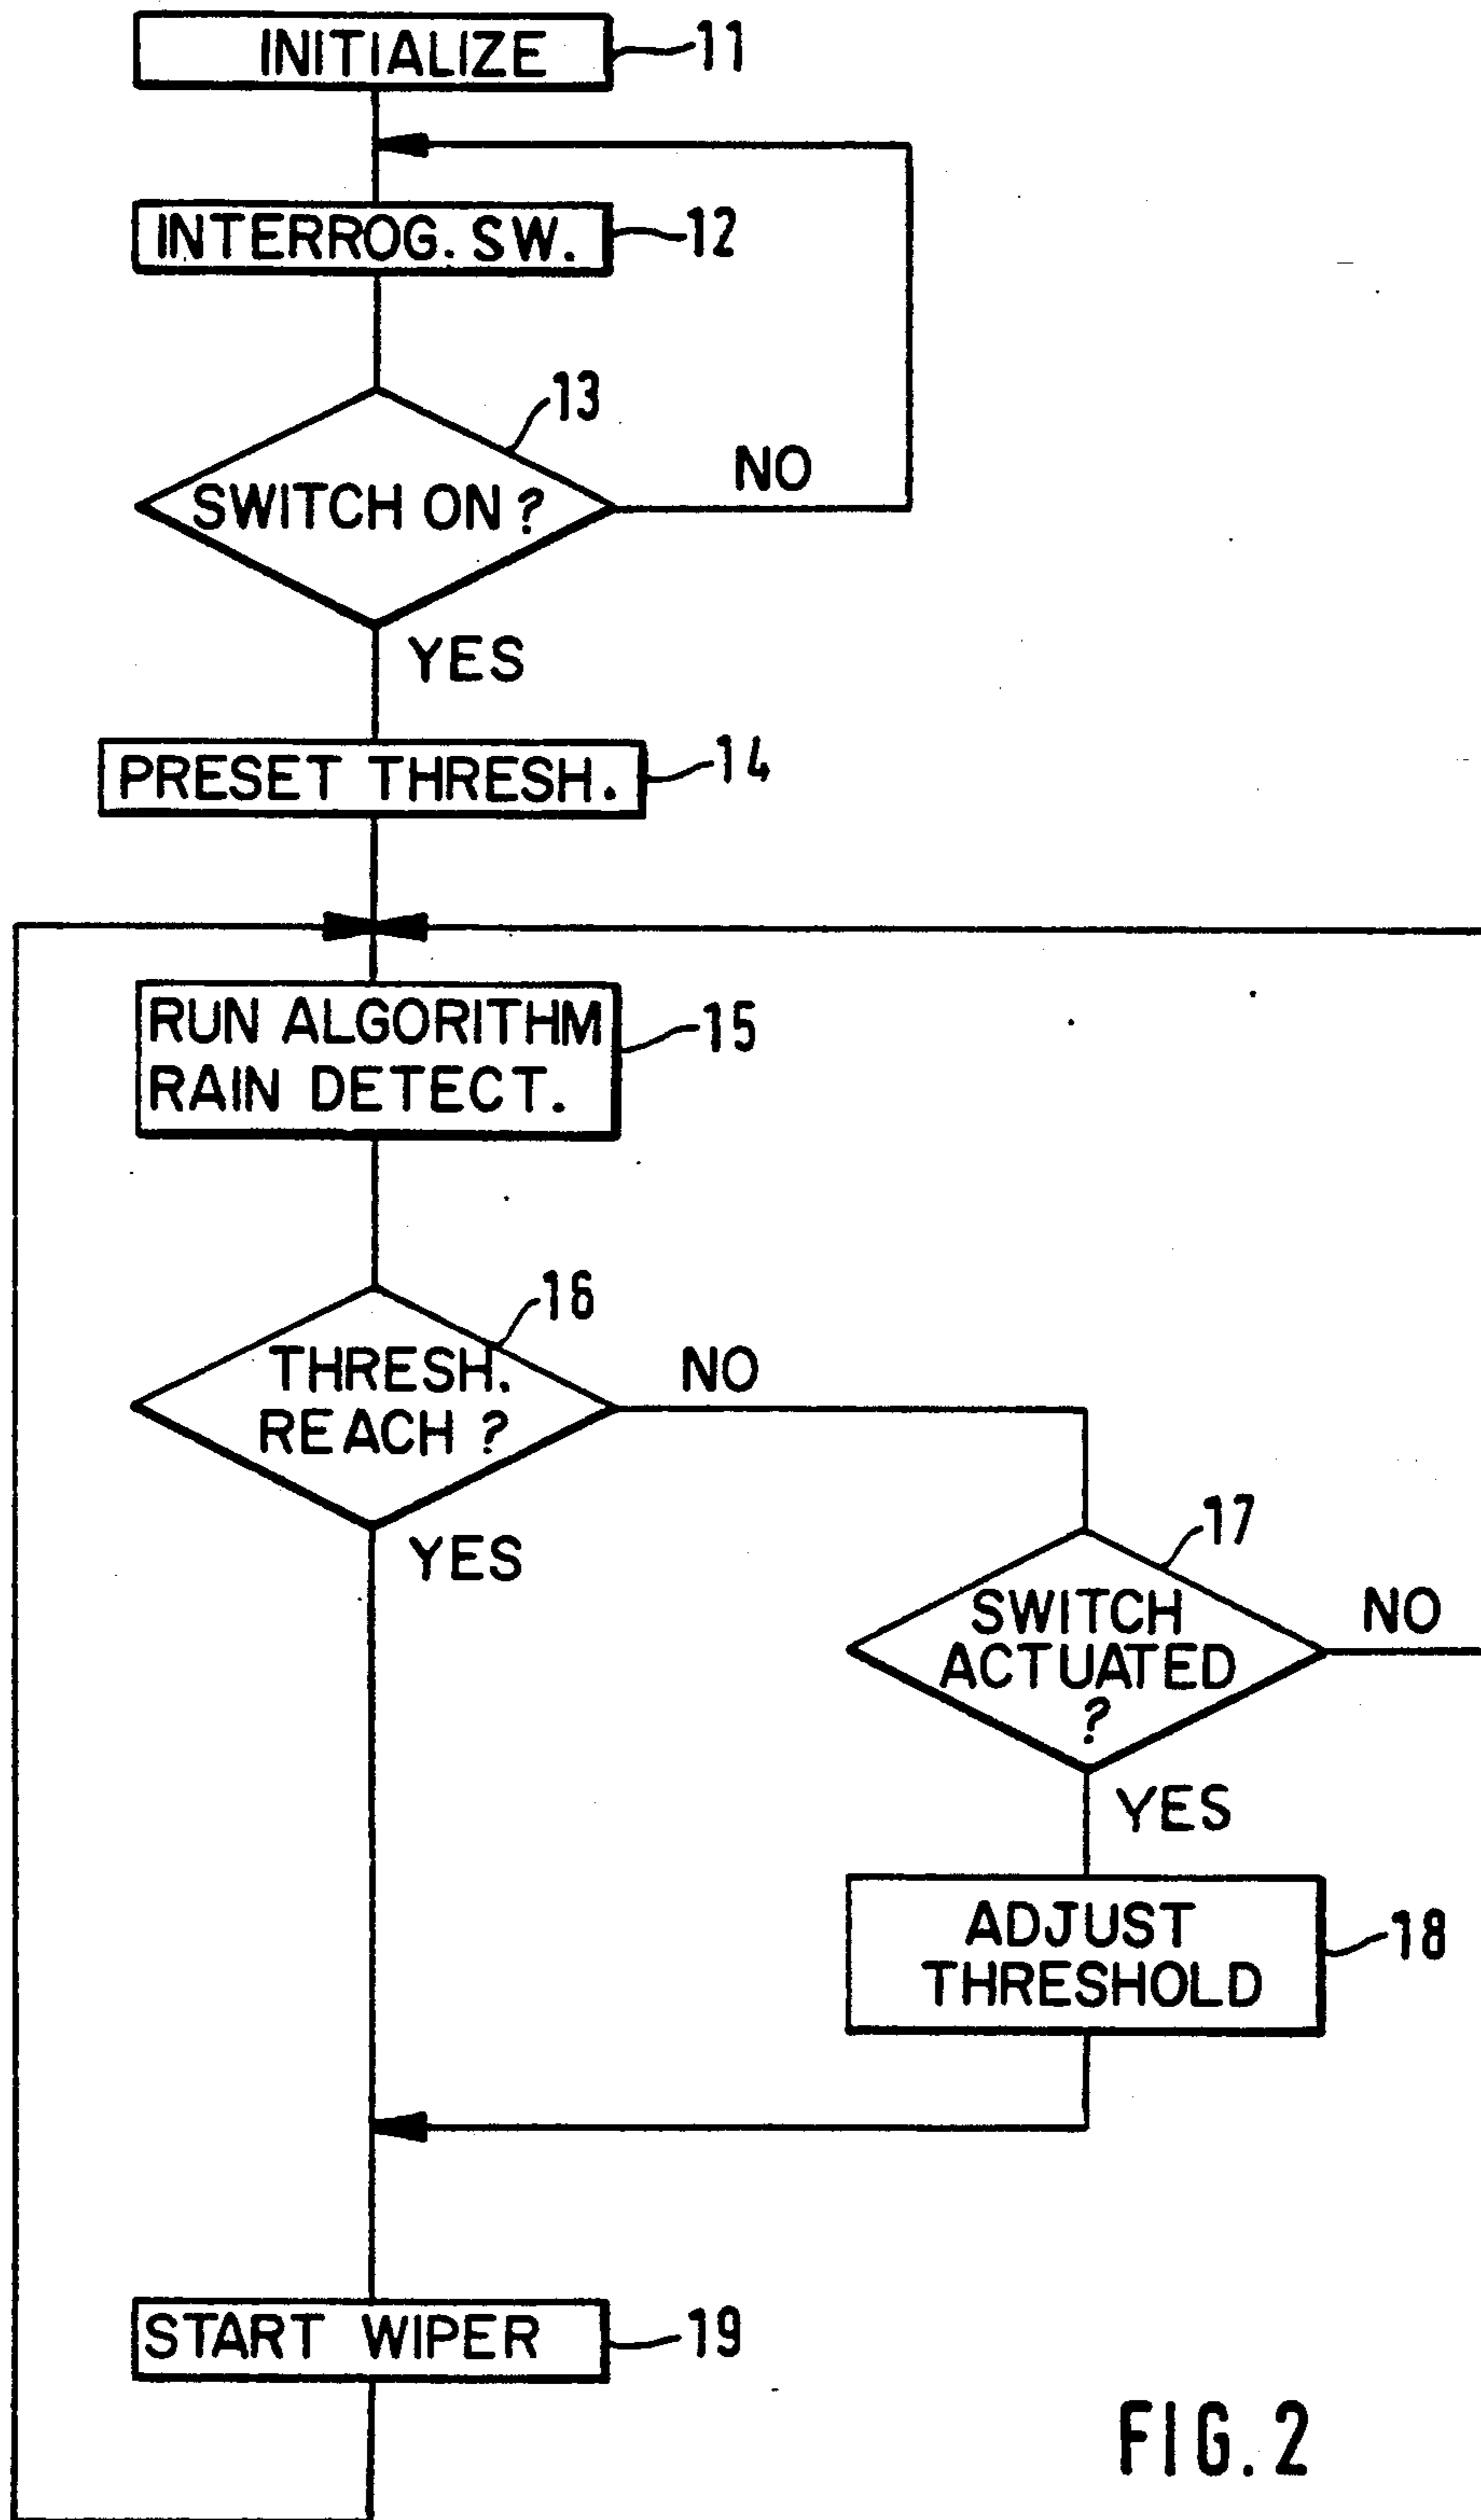 INITIALIZE
11
INTERROG. SW.
12
13
SWITCH ON ?
NO
YES
PRESET THRESH.
14
RUN ALGORITHM
RAIN DETECT.
15
16
THRESH.
REACH ?
NO
YES
17
SWITCH
ACTUATED
?
NO
YES
ADJUST
THRESHOLD
18
START WIPER
19
FIG. 2